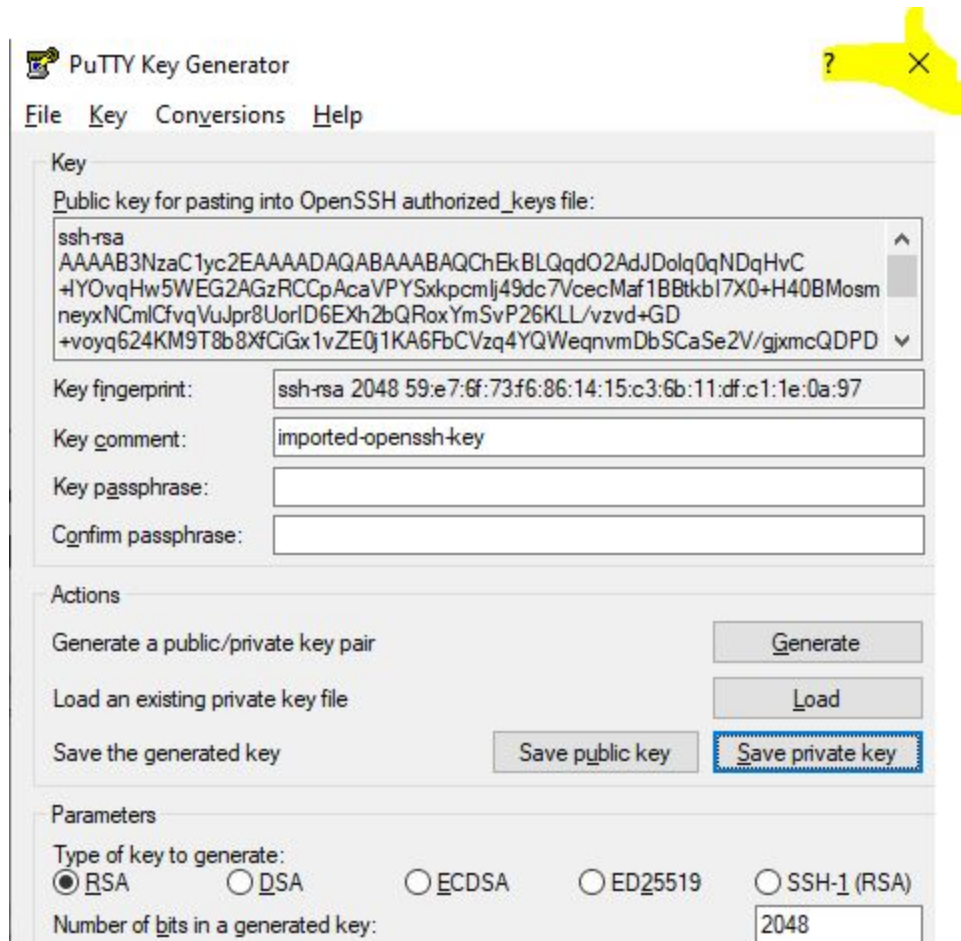 PuTTY Key Generator
?
File Key Conversions Help
Key
Public key for pasting into OpenSSH authorized_keys file:
ssh-rsa
AAAAB3NzaC1yc2EAAAADAQABAAABAQChEkBLQqdO2AdJDolq0qNDqHvC
+IYOvqHw5WEG2AGzRCCpAcaVPYSxkpcmlj49dc7VcecMaf1BBtkbI7X0+H40BMosm
neyxNCmlCfvqVuJpr8UorID6EXh2bQRoxYmSvP26KLL/vzvd+GD
+voyq624KM9T8b8XfCiGx1vZE0j1KA6FbCVzq4YQWeqnvmDbSCaSe2V/gjxmcQDPD
Key fingerprint: ssh-rsa 2048 59:e7:6f:73:f6:86:14:15:c3:6b:11:df:c1:1e:0a:97
Key comment: imported-openssh-key
Key passphrase:
Confirm passphrase:
Actions
Generate a public/private key pair Generate
Load an existing private key file Load
Save the generated key Save public key Save private key
Parameters
Type of key to generate:
RSA DSA ECDSA ED25519 SSH-1 (RSA)
Number of bits in a generated key: 2048